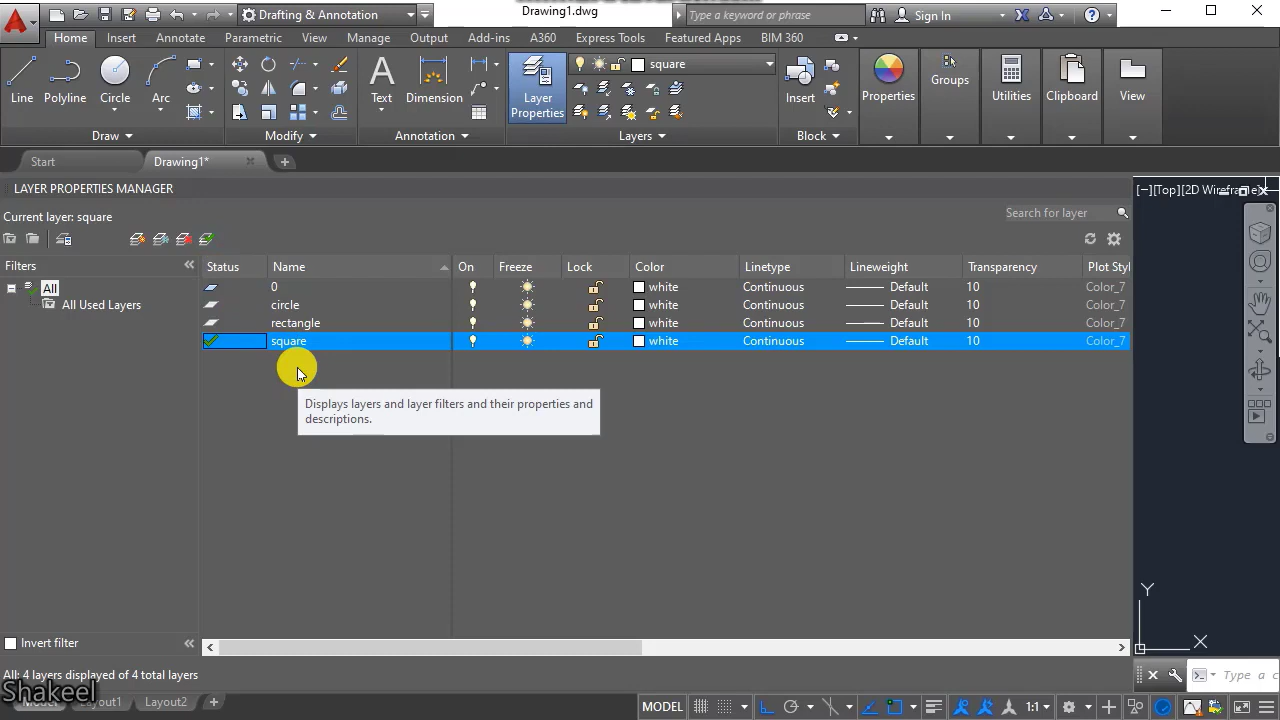 Drafting & Annotation
Drawing1.dwg
Type a keyword or phrase
Sign In
Home Insert Annotate Parametric View Manage Output Add-ins A360 Express Tools Featured Apps BIM 360
Line Polyline Circle Arc
Text Dimension
Layer Properties
square
Insert
Properties
Groups
Utilities
Clipboard
View
Draw Modify Annotation Layers Block
Start Drawing1*
LAYER PROPERTIES MANAGER
[−][Top][2D Wirefra
Current layer: square
Search for layer
Filters
Status Name On Freeze Lock Color Linetype Lineweight Transparency Plot Styl
All
All Used Layers
0 white Continuous Default 10 Color_7
circle white Continuous Default 10 Color_7
rectangle white Continuous Default 10 Color_7
square white Continuous Default 10 Color_7
Displays layers and layer filters and their properties and
descriptions.
Y
X
Invert filter
All: 4 layers displayed of 4 total layers
Type a c
Shakeel
Model Layout1 Layout2
MODEL 1:1